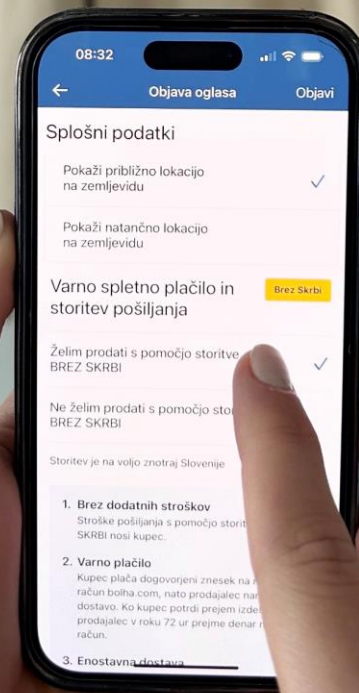 08:32
Objava oglasa
Objavi
Splošni podatki
Pokaži približno lokacijo
na zemljevidu
Pokaži natančno lokacijo
na zemljevidu
Varno spletno plačilo in
storitev pošiljanja
Brez Skrbi
Želim prodati s pomočjo storitve
BREZ SKRBI
Ne želim prodati s pomočjo
BREZ SKRBI
Storitev je na voljo znotraj Slovenije
1. Brez dodatnih stroškov
Stroške pošiljanja s pomočjo
SKRBI nosi kupec.
2. Varno plačilo
Kupec plača dogovorjeni znesek na
račun bolha.com, nato prodajalec
dostavo. Ko kupec potrdi prejem
prodajalec v roku 72 ur prejme denar
račun.
3. Enostavna dostava